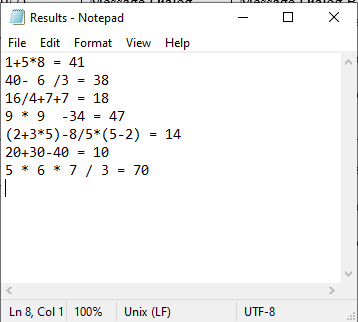 Results - Notepad
File Edit Format View Help
1+5*8 = 41
40- 6 /3 = 38
16/4+7+7 = 18
9 * 9  -34 = 47
(2+3*5)-8/5*(5-2) = 14
20+30-40 = 10
5 * 6 * 7 / 3 = 70
Ln 8, Col 1 100% Unix (LF) UTF-8